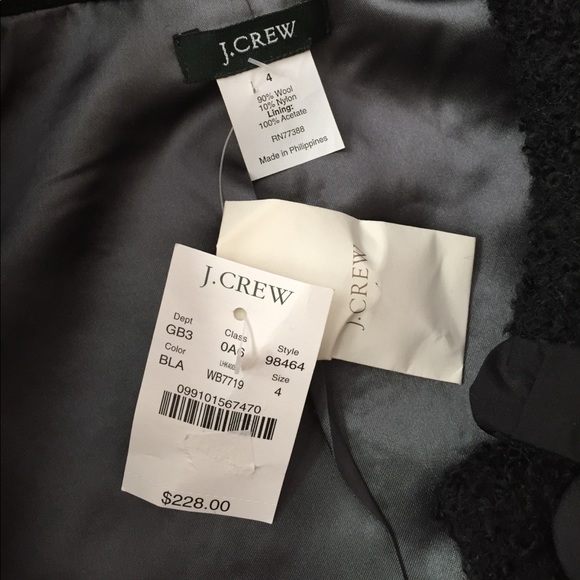 J.CREW
4
90% Wool
10% Nylon
Lining:
100% Acetate
RN77388
Made in Philippines
J.CREW
J.CREW
Dept Class Style
GB3 0A6 98464
Color Size
BLA WB7719 4
099101567470
$228.00